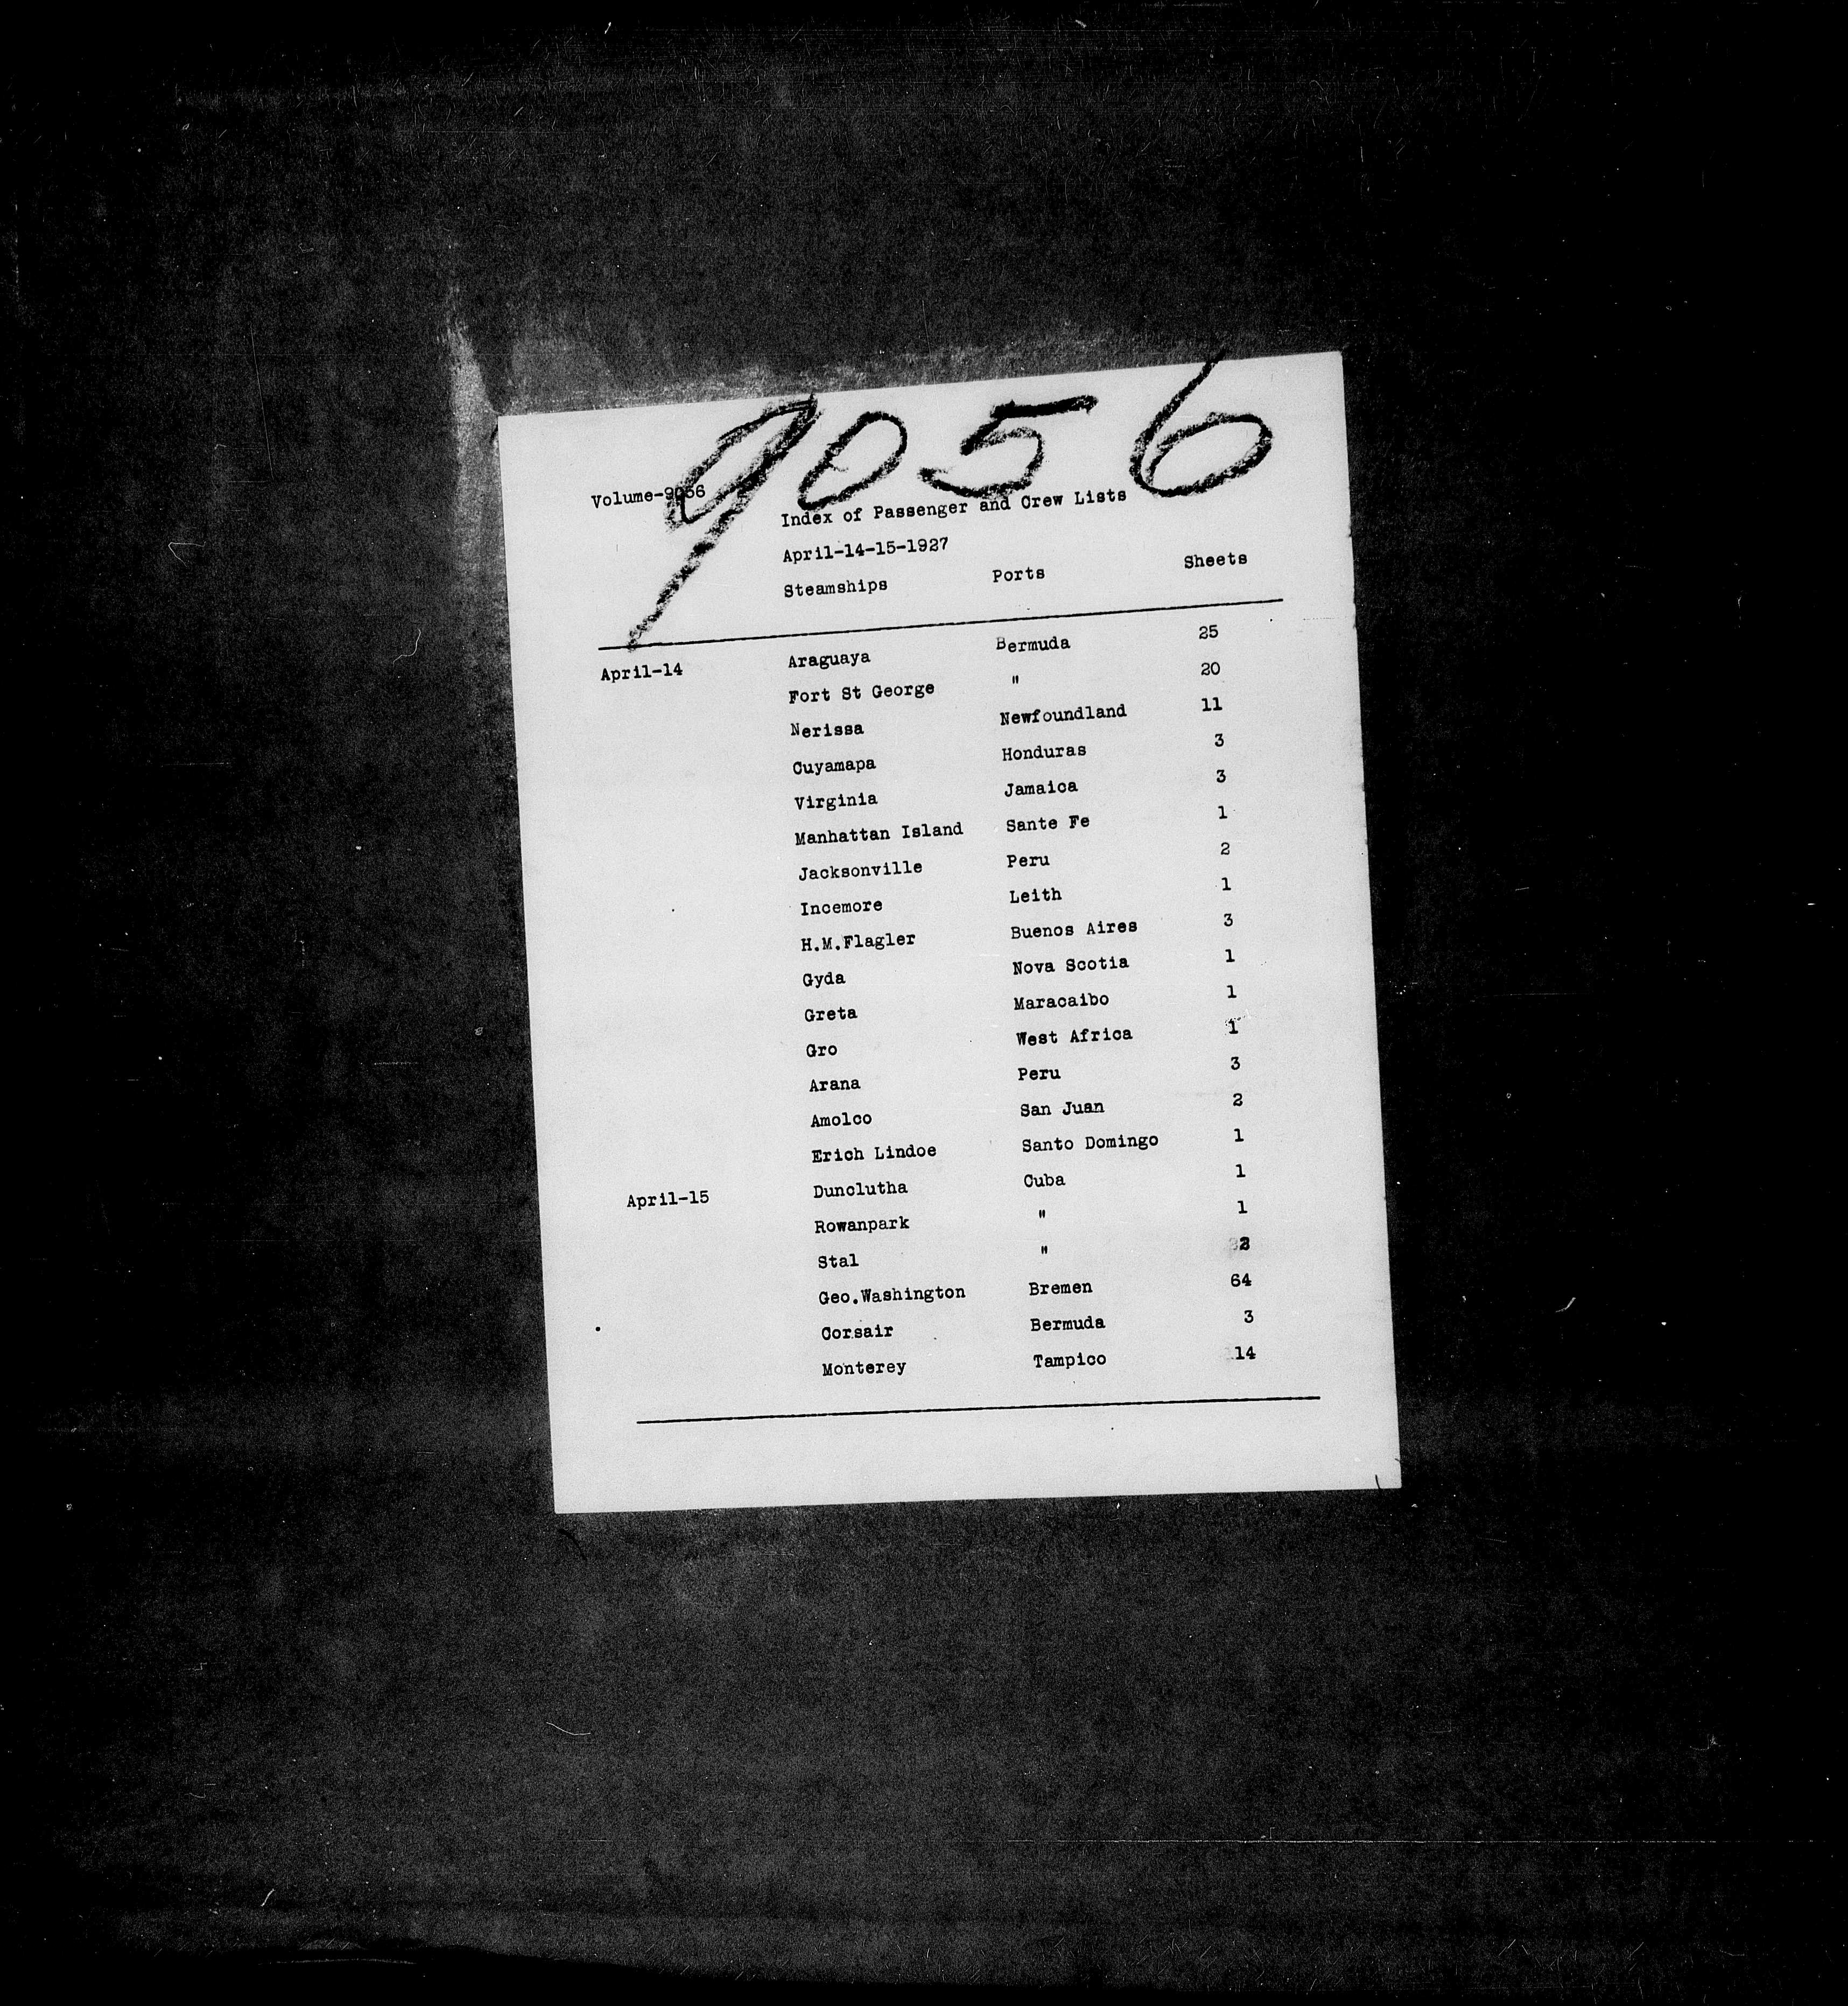 9056
Volume-9056
Index of Passenger and Crew Lists
April-14-15-1927
Steamships Ports Sheets
April-14 Araguaya Bermuda 25
Fort St George " 20
Nerissa Newfoundland 11
Cuyamapa Honduras 3
Virginia Jamaica 3
Manhattan Island Sante Fe 1
Jacksonville Peru 2
Incemore Leith 1
H.M.Flagler Buenos Aires 3
Gyda Nova Scotia 1
Greta Maracaibo 1
Gro West Africa 1
Arana Peru 3
Amolco San Juan 2
Erich Lindoe Santo Domingo 1
April-15 Dunclutha Cuba 1
Rowanpark " 1
Stal "
Geo.Washington Bremen 64
Corsair Bermuda 3
Monterey Tampico 14